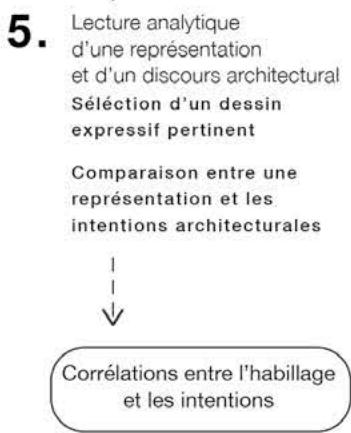 5.
Lecture analytique
d'une représentation
et d'un discours architectural
Séléction d'un dessin
expressif pertinent
Comparaison entre une
représentation et les
intentions architecturales
Corrélations entre l'habillage
et les intentions